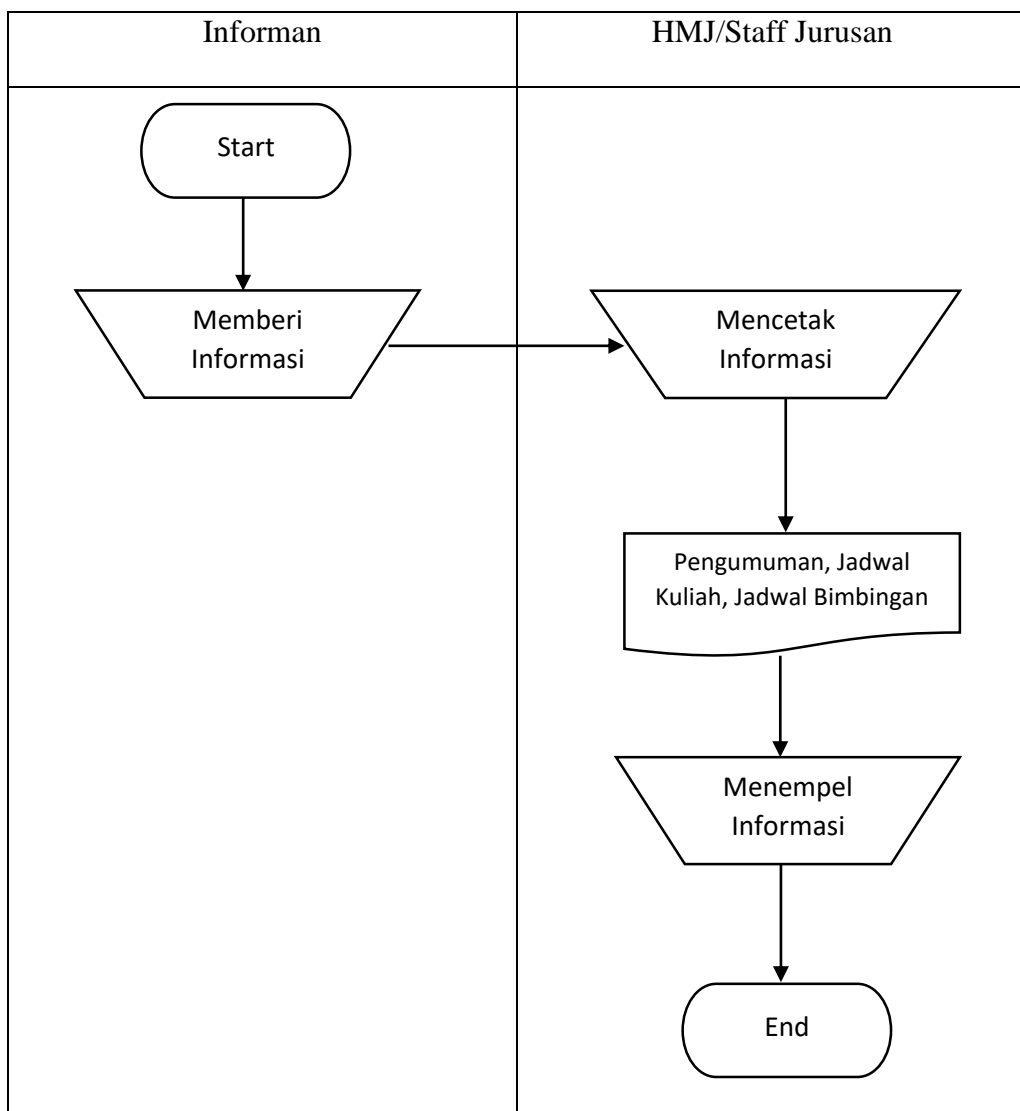 Informan
HMJ/Staff Jurusan
Start
Memberi
Informasi
Mencetak
Informasi
Pengumuman, Jadwal
Kuliah, Jadwal Bimbingan
Menempel
Informasi
End